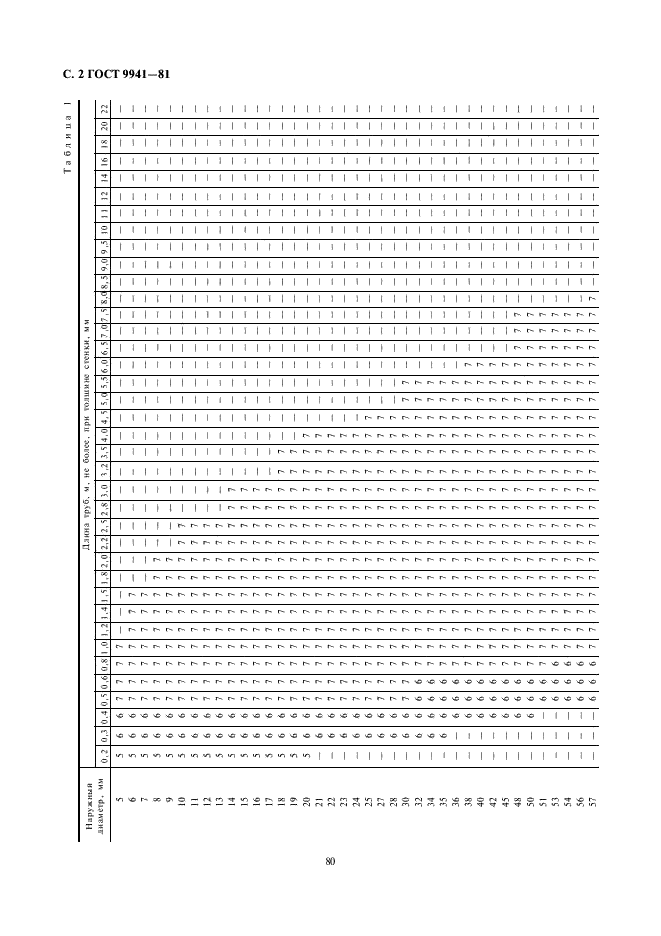 С. 2 ГОСТ 9941—81
Таблица 1
Наружный диаметр, мм
Длина труб, м, не более, при толщине стенки, мм
0,2 0,3 0,4 0,5 0,6 0,8 1,0 1,2 1,4 1,5 1,8 2,0 2,2 2,5 2,8 3,0 3,2 3,5 4,0 4,5 5,0 5,5 6,0 6,5 7,0 7,5 8,0 8,5 9,0 9,5 10 11 12 14 16 18 20 22
5 5 6 6 7 7 7 7 — — — — — — — — — — — — — — — — — — — — — — — — — — — — — — —
6 5 6 6 7 7 7 7 7 7 7 — — — — — — — — — — — — — — — — — — — — — — — — — — — —
7 5 6 6 7 7 7 7 7 7 7 — — — — — — — — — — — — — — — — — — — — — — — — — — — —
8 5 6 6 7 7 7 7 7 7 7 7 7 — — — — — — — — — — — — — — — — — — — — — — — — — —
9 5 6 6 7 7 7 7 7 7 7 7 7 — — — — — — — — — — — — — — — — — — — — — — — — — —
10 5 6 6 7 7 7 7 7 7 7 7 7 7 7 — — — — — — — — — — — — — — — — — — — — — — — —
11 5 6 6 7 7 7 7 7 7 7 7 7 7 7 — — — — — — — — — — — — — — — — — — — — — — — —
12 5 6 6 7 7 7 7 7 7 7 7 7 7 7 — — — — — — — — — — — — — — — — — — — — — — — —
13 5 6 6 7 7 7 7 7 7 7 7 7 7 7 — — — — — — — — — — — — — — — — — — — — — — — —
14 5 6 6 7 7 7 7 7 7 7 7 7 7 7 7 7 — — — — — — — — — — — — — — — — — — — — — —
15 5 6 6 7 7 7 7 7 7 7 7 7 7 7 7 7 — — — — — — — — — — — — — — — — — — — — — —
16 5 6 6 7 7 7 7 7 7 7 7 7 7 7 7 7 — — — — — — — — — — — — — — — — — — — — — —
17 5 6 6 7 7 7 7 7 7 7 7 7 7 7 7 7 — — — — — — — — — — — — — — — — — — — — — —
18 5 6 6 7 7 7 7 7 7 7 7 7 7 7 7 7 7 7 — — — — — — — — — — — — — — — — — — — —
19 5 6 6 7 7 7 7 7 7 7 7 7 7 7 7 7 7 7 — — — — — — — — — — — — — — — — — — — —
20 5 6 6 7 7 7 7 7 7 7 7 7 7 7 7 7 7 7 7 — — — — — — — — — — — — — — — — — — —
21 — 6 6 7 7 7 7 7 7 7 7 7 7 7 7 7 7 7 7 — — — — — — — — — — — — — — — — — — —
22 — 6 6 7 7 7 7 7 7 7 7 7 7 7 7 7 7 7 7 — — — — — — — — — — — — — — — — — — —
23 — 6 6 7 7 7 7 7 7 7 7 7 7 7 7 7 7 7 7 — — — — — — — — — — — — — — — — — — —
24 — 6 6 7 7 7 7 7 7 7 7 7 7 7 7 7 7 7 7 — — — — — — — — — — — — — — — — — — —
25 — 6 6 7 7 7 7 7 7 7 7 7 7 7 7 7 7 7 7 7 — — — — — — — — — — — — — — — — — —
27 — 6 6 7 7 7 7 7 7 7 7 7 7 7 7 7 7 7 7 7 — — — — — — — — — — — — — — — — — —
28 — 6 6 7 7 7 7 7 7 7 7 7 7 7 7 7 7 7 7 7 — — — — — — — — — — — — — — — — — —
30 — 6 6 7 7 7 7 7 7 7 7 7 7 7 7 7 7 7 7 7 7 7 — — — — — — — — — — — — — — — —
32 — 6 6 6 6 7 7 7 7 7 7 7 7 7 7 7 7 7 7 7 7 7 — — — — — — — — — — — — — — — —
34 — 6 6 6 6 7 7 7 7 7 7 7 7 7 7 7 7 7 7 7 7 7 — — — — — — — — — — — — — — — —
35 — 6 6 6 6 7 7 7 7 7 7 7 7 7 7 7 7 7 7 7 7 7 — — — — — — — — — — — — — — — —
36 — — 6 6 6 7 7 7 7 7 7 7 7 7 7 7 7 7 7 7 7 7 — — — — — — — — — — — — — — — —
38 — — 6 6 6 7 7 7 7 7 7 7 7 7 7 7 7 7 7 7 7 7 7 — — — — — — — — — — — — — — —
40 — — 6 6 6 7 7 7 7 7 7 7 7 7 7 7 7 7 7 7 7 7 7 — — — — — — — — — — — — — — —
42 — — 6 6 6 7 7 7 7 7 7 7 7 7 7 7 7 7 7 7 7 7 7 — — — — — — — — — — — — — — —
45 — — 6 6 6 7 7 7 7 7 7 7 7 7 7 7 7 7 7 7 7 7 7 — — — — — — — — — — — — — — —
48 — — 6 6 6 7 7 7 7 7 7 7 7 7 7 7 7 7 7 7 7 7 7 7 7 7 — — — — — — — — — — — —
50 — — 6 6 6 7 7 7 7 7 7 7 7 7 7 7 7 7 7 7 7 7 7 7 7 7 — — — — — — — — — — — —
51 — — — 6 6 7 7 7 7 7 7 7 7 7 7 7 7 7 7 7 7 7 7 7 7 7 — — — — — — — — — — — —
53 — — — 6 6 6 7 7 7 7 7 7 7 7 7 7 7 7 7 7 7 7 7 7 7 7 — — — — — — — — — — — —
54 — — — 6 6 6 7 7 7 7 7 7 7 7 7 7 7 7 7 7 7 7 7 7 7 7 — — — — — — — — — — — —
56 — — — 6 6 6 7 7 7 7 7 7 7 7 7 7 7 7 7 7 7 7 7 7 7 7 — — — — — — — — — — — —
57 — — — 6 6 6 7 7 7 7 7 7 7 7 7 7 7 7 7 7 7 7 7 7 7 7 7 — — — — — — — — — — —
80